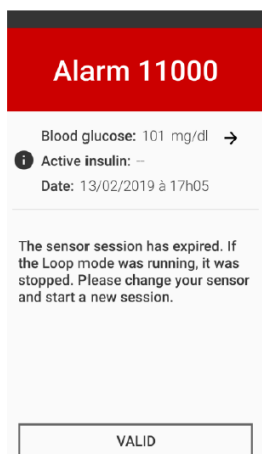 Alarm 11000
Blood glucose: 101 mg/dl →
Active insulin: --
Date: 13/02/2019 à 17h05
The sensor session has expired. If
the Loop mode was running, it was
stopped. Please change your sensor
and start a new session.
VALID